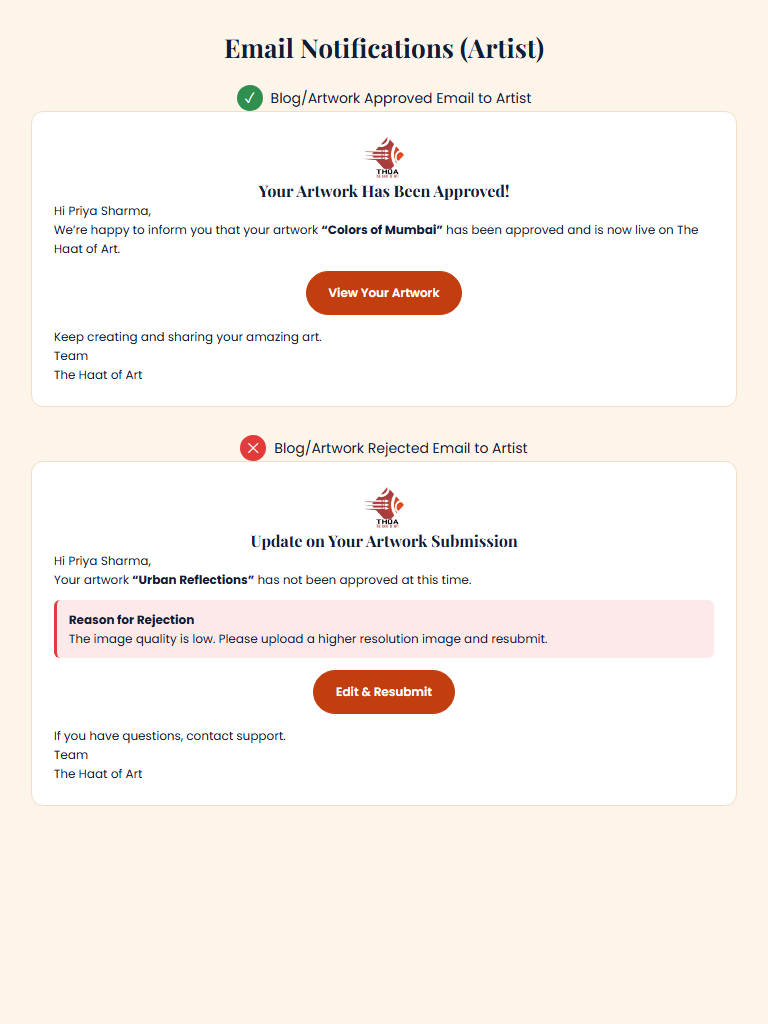 Email Notifications (Artist)
Blog/Artwork Approved Email to Artist
THOA
Your Artwork Has Been Approved!
Hi Priya Sharma,
We’re happy to inform you that your artwork “Colors of Mumbai” has been approved and is now live on The
Haat of Art.
View Your Artwork
Keep creating and sharing your amazing art.
Team
The Haat of Art
Blog/Artwork Rejected Email to Artist
THOA
Update on Your Artwork Submission
Hi Priya Sharma,
Your artwork “Urban Reflections” has not been approved at this time.
Reason for Rejection
The image quality is low. Please upload a higher resolution image and resubmit.
Edit & Resubmit
If you have questions, contact support.
Team
The Haat of Art